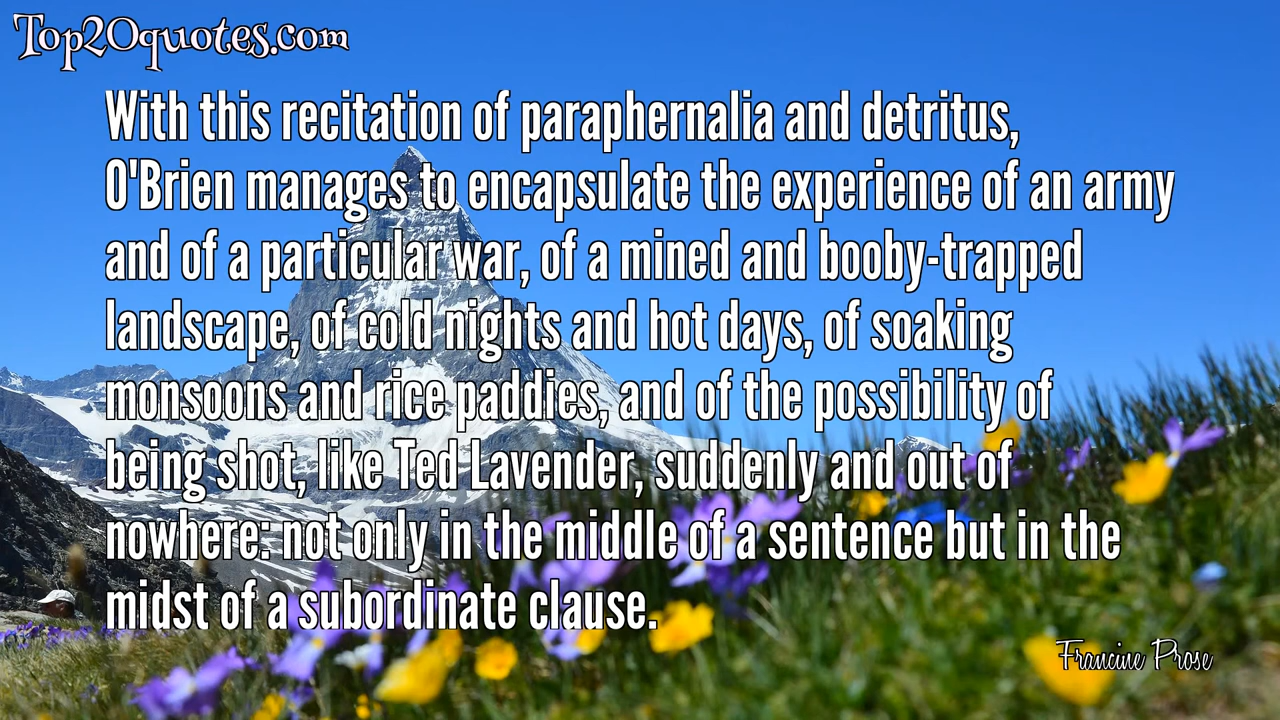 Top20quotes.com
With this recitation of paraphernalia and detritus,
O'Brien manages to encapsulate the experience of an army
and of a particular war, of a mined and booby-trapped
landscape, of cold nights and hot days, of soaking
monsoons and rice paddies, and of the possibility of
being shot, like Ted Lavender, suddenly and out of
nowhere: not only in the middle of a sentence but in the
midst of a subordinate clause.
Francine Prose